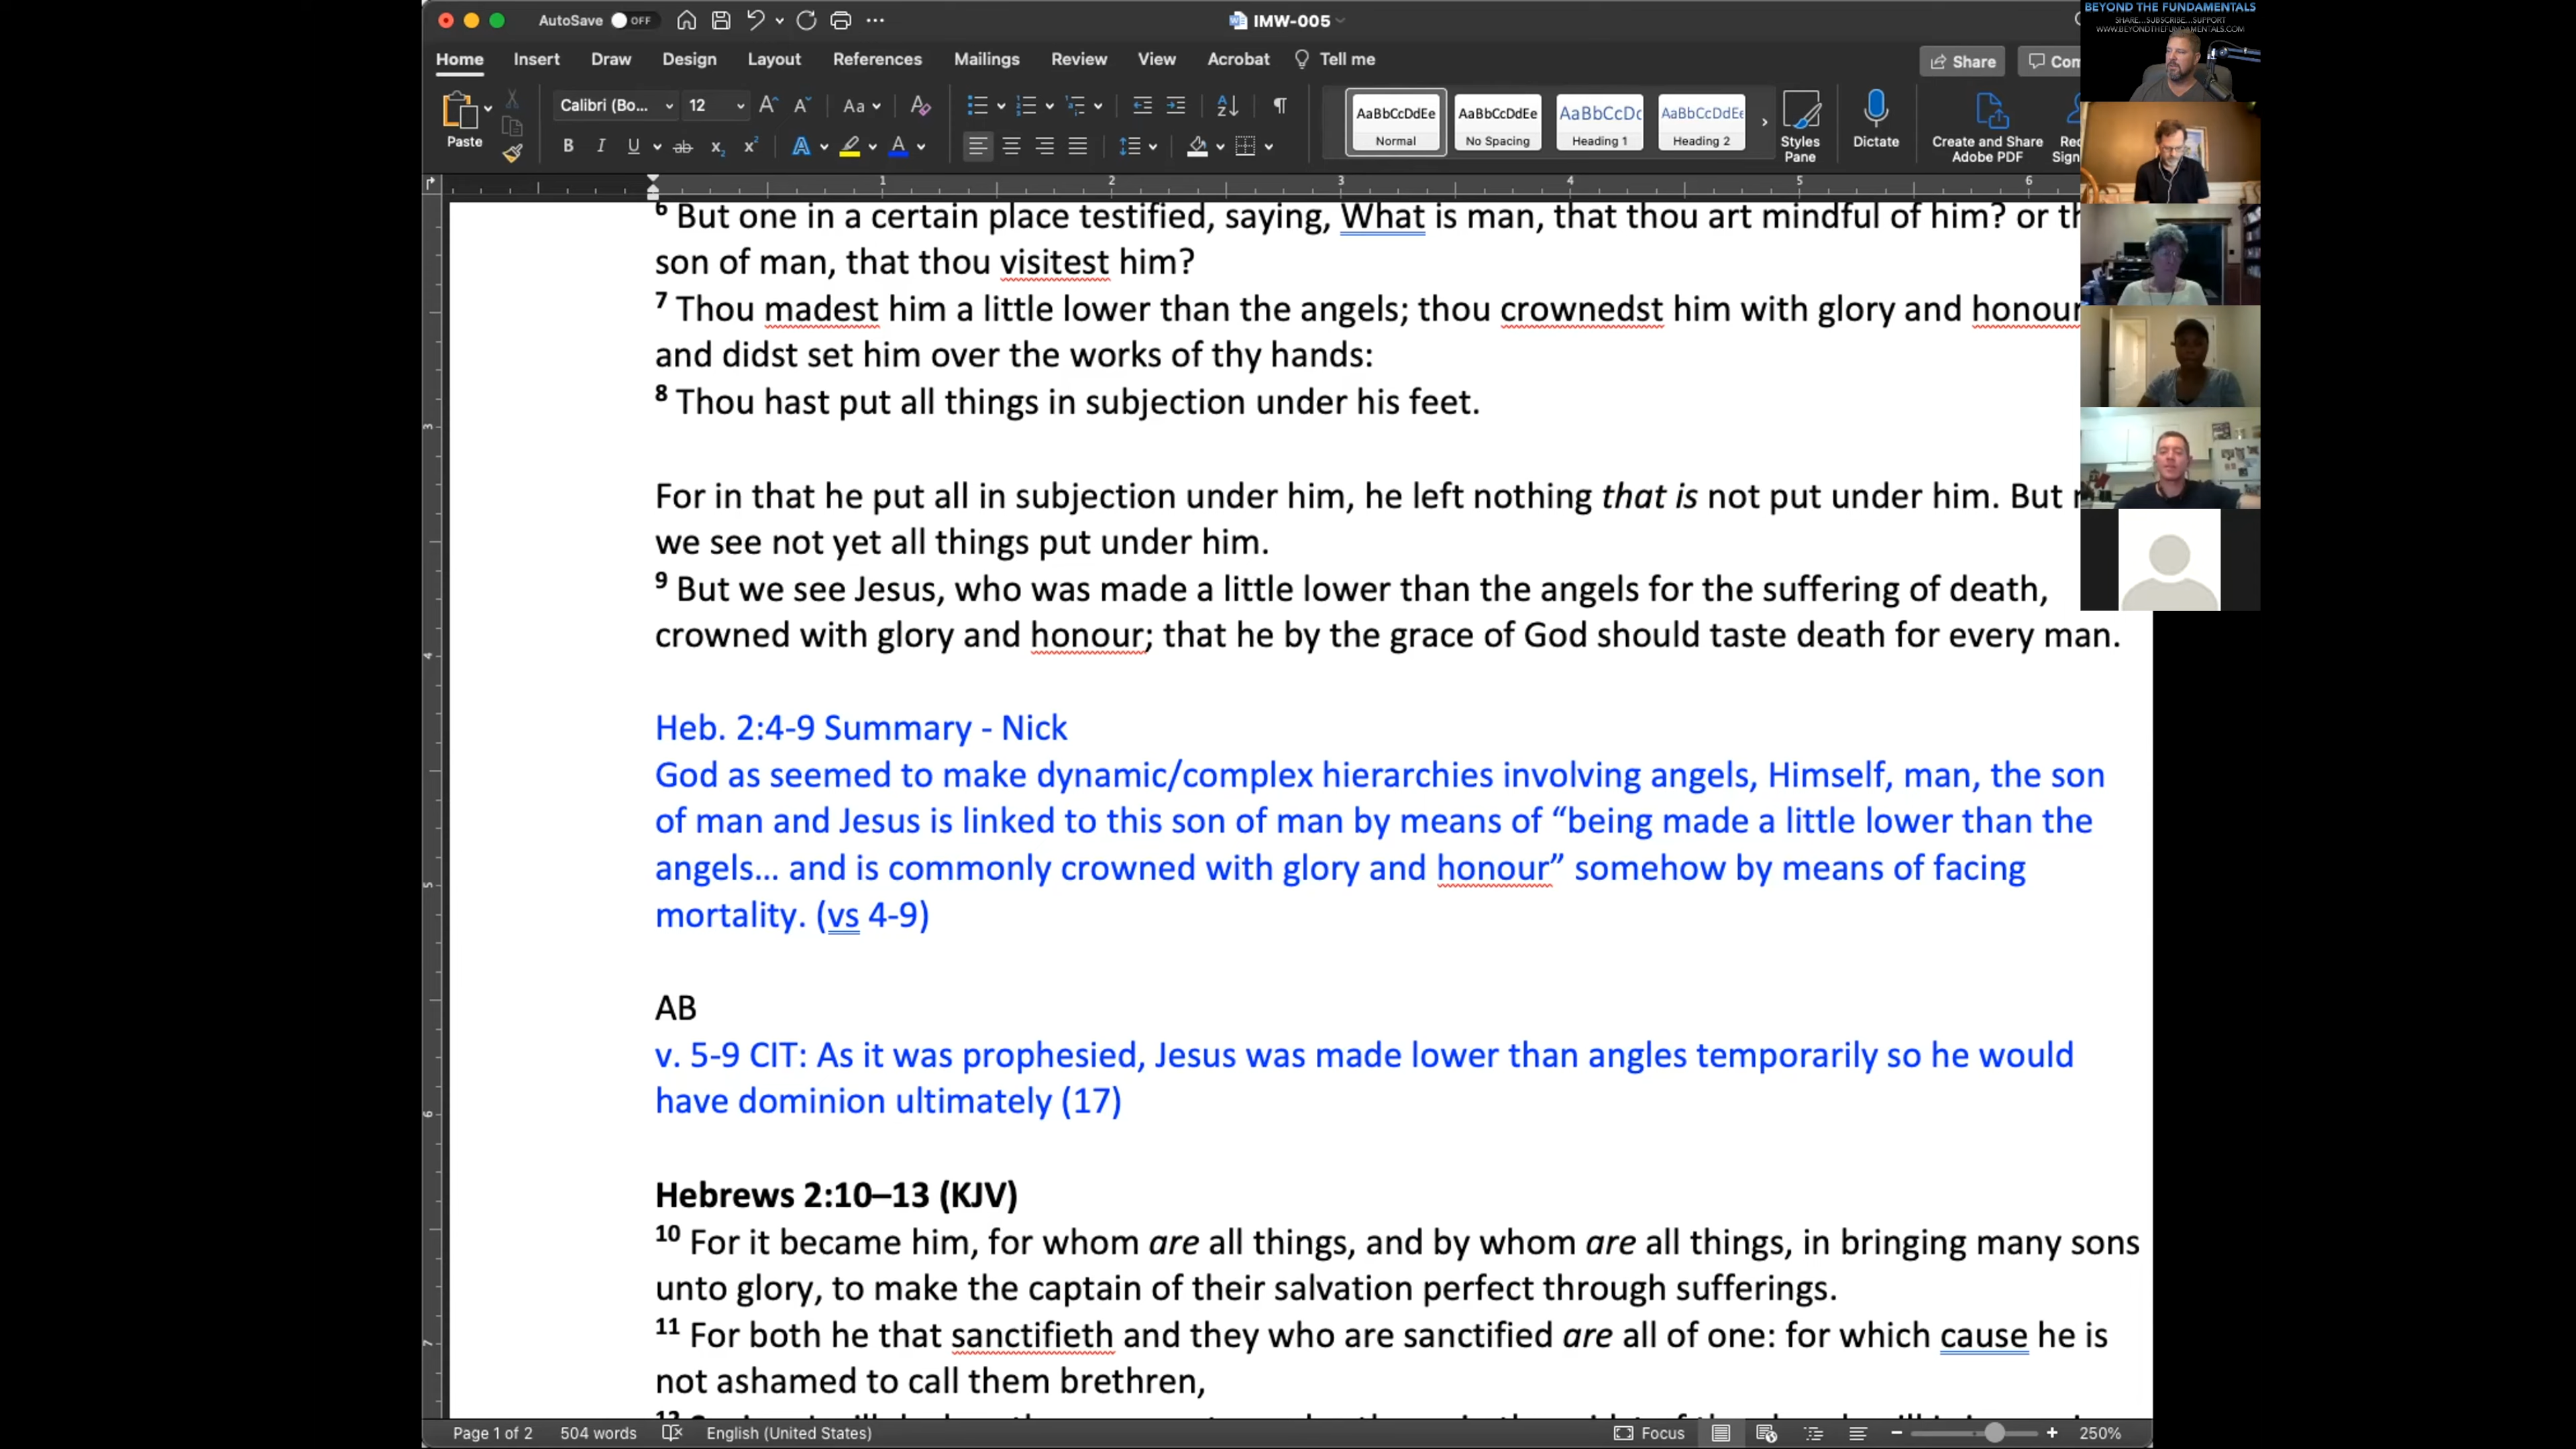 AutoSave OFF IMW-005
BEYOND THE FUNDAMENTALS
SHARE...SUBSCRIBE...SUPPORT
WWW.BEYONDTHEFUNDAMENTALS.COM
Home Insert Draw Design Layout References Mailings Review View Acrobat Tell me Share
Paste Calibri (Bo... 12 Aa
AaBbCcDdEe AaBbCcDdEe AaBbCcDc AaBbCcDdEe
Normal No Spacing Heading 1 Heading 2
Styles Pane Dictate Create and Share Adobe PDF
1 2 3 4 5 6
6 But one in a certain place testified, saying, What is man, that thou art mindful of him? or
son of man, that thou visitest him?
7 Thou madest him a little lower than the angels; thou crownedst him with glory and honour
and didst set him over the works of thy hands:
8 Thou hast put all things in subjection under his feet.
For in that he put all in subjection under him, he left nothing that is not put under him. But
we see not yet all things put under him.
9 But we see Jesus, who was made a little lower than the angels for the suffering of death,
crowned with glory and honour; that he by the grace of God should taste death for every man.
Heb. 2:4-9 Summary - Nick
God as seemed to make dynamic/complex hierarchies involving angels, Himself, man, the son
of man and Jesus is linked to this son of man by means of “being made a little lower than the
angels... and is commonly crowned with glory and honour” somehow by means of facing
mortality. (vs 4-9)
AB
v. 5-9 CIT: As it was prophesied, Jesus was made lower than angles temporarily so he would
have dominion ultimately (17)
Hebrews 2:10–13 (KJV)
10 For it became him, for whom are all things, and by whom are all things, in bringing many sons
unto glory, to make the captain of their salvation perfect through sufferings.
11 For both he that sanctifieth and they who are sanctified are all of one: for which cause he is
not ashamed to call them brethren,
Page 1 of 2 504 words English (United States) Focus 250%